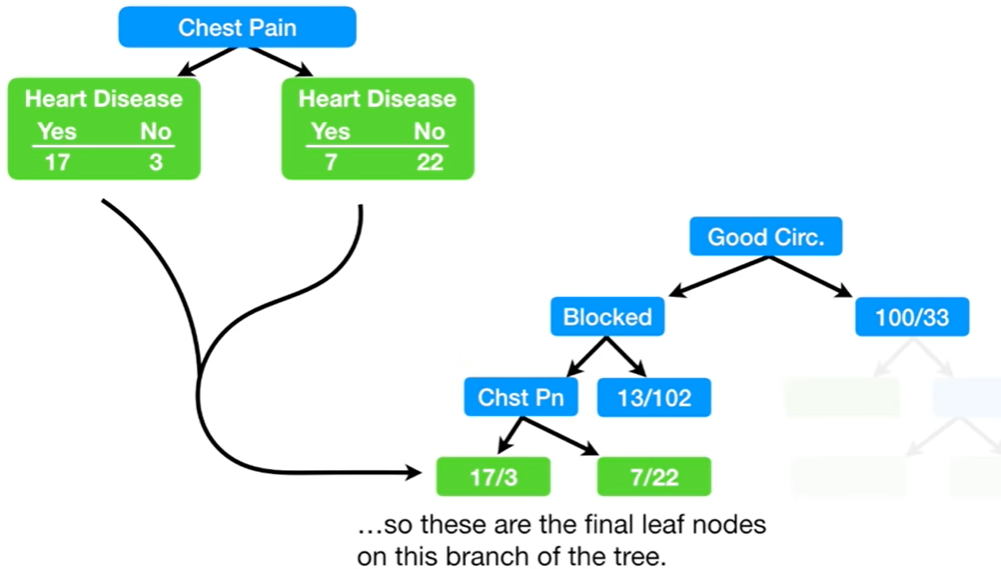 Chest Pain
Heart Disease
Yes No
17 3
Heart Disease
Yes No
7 22
Good Circ.
Blocked
100/33
Chst Pn
13/102
17/3
7/22
...so these are the final leaf nodes
on this branch of the tree.